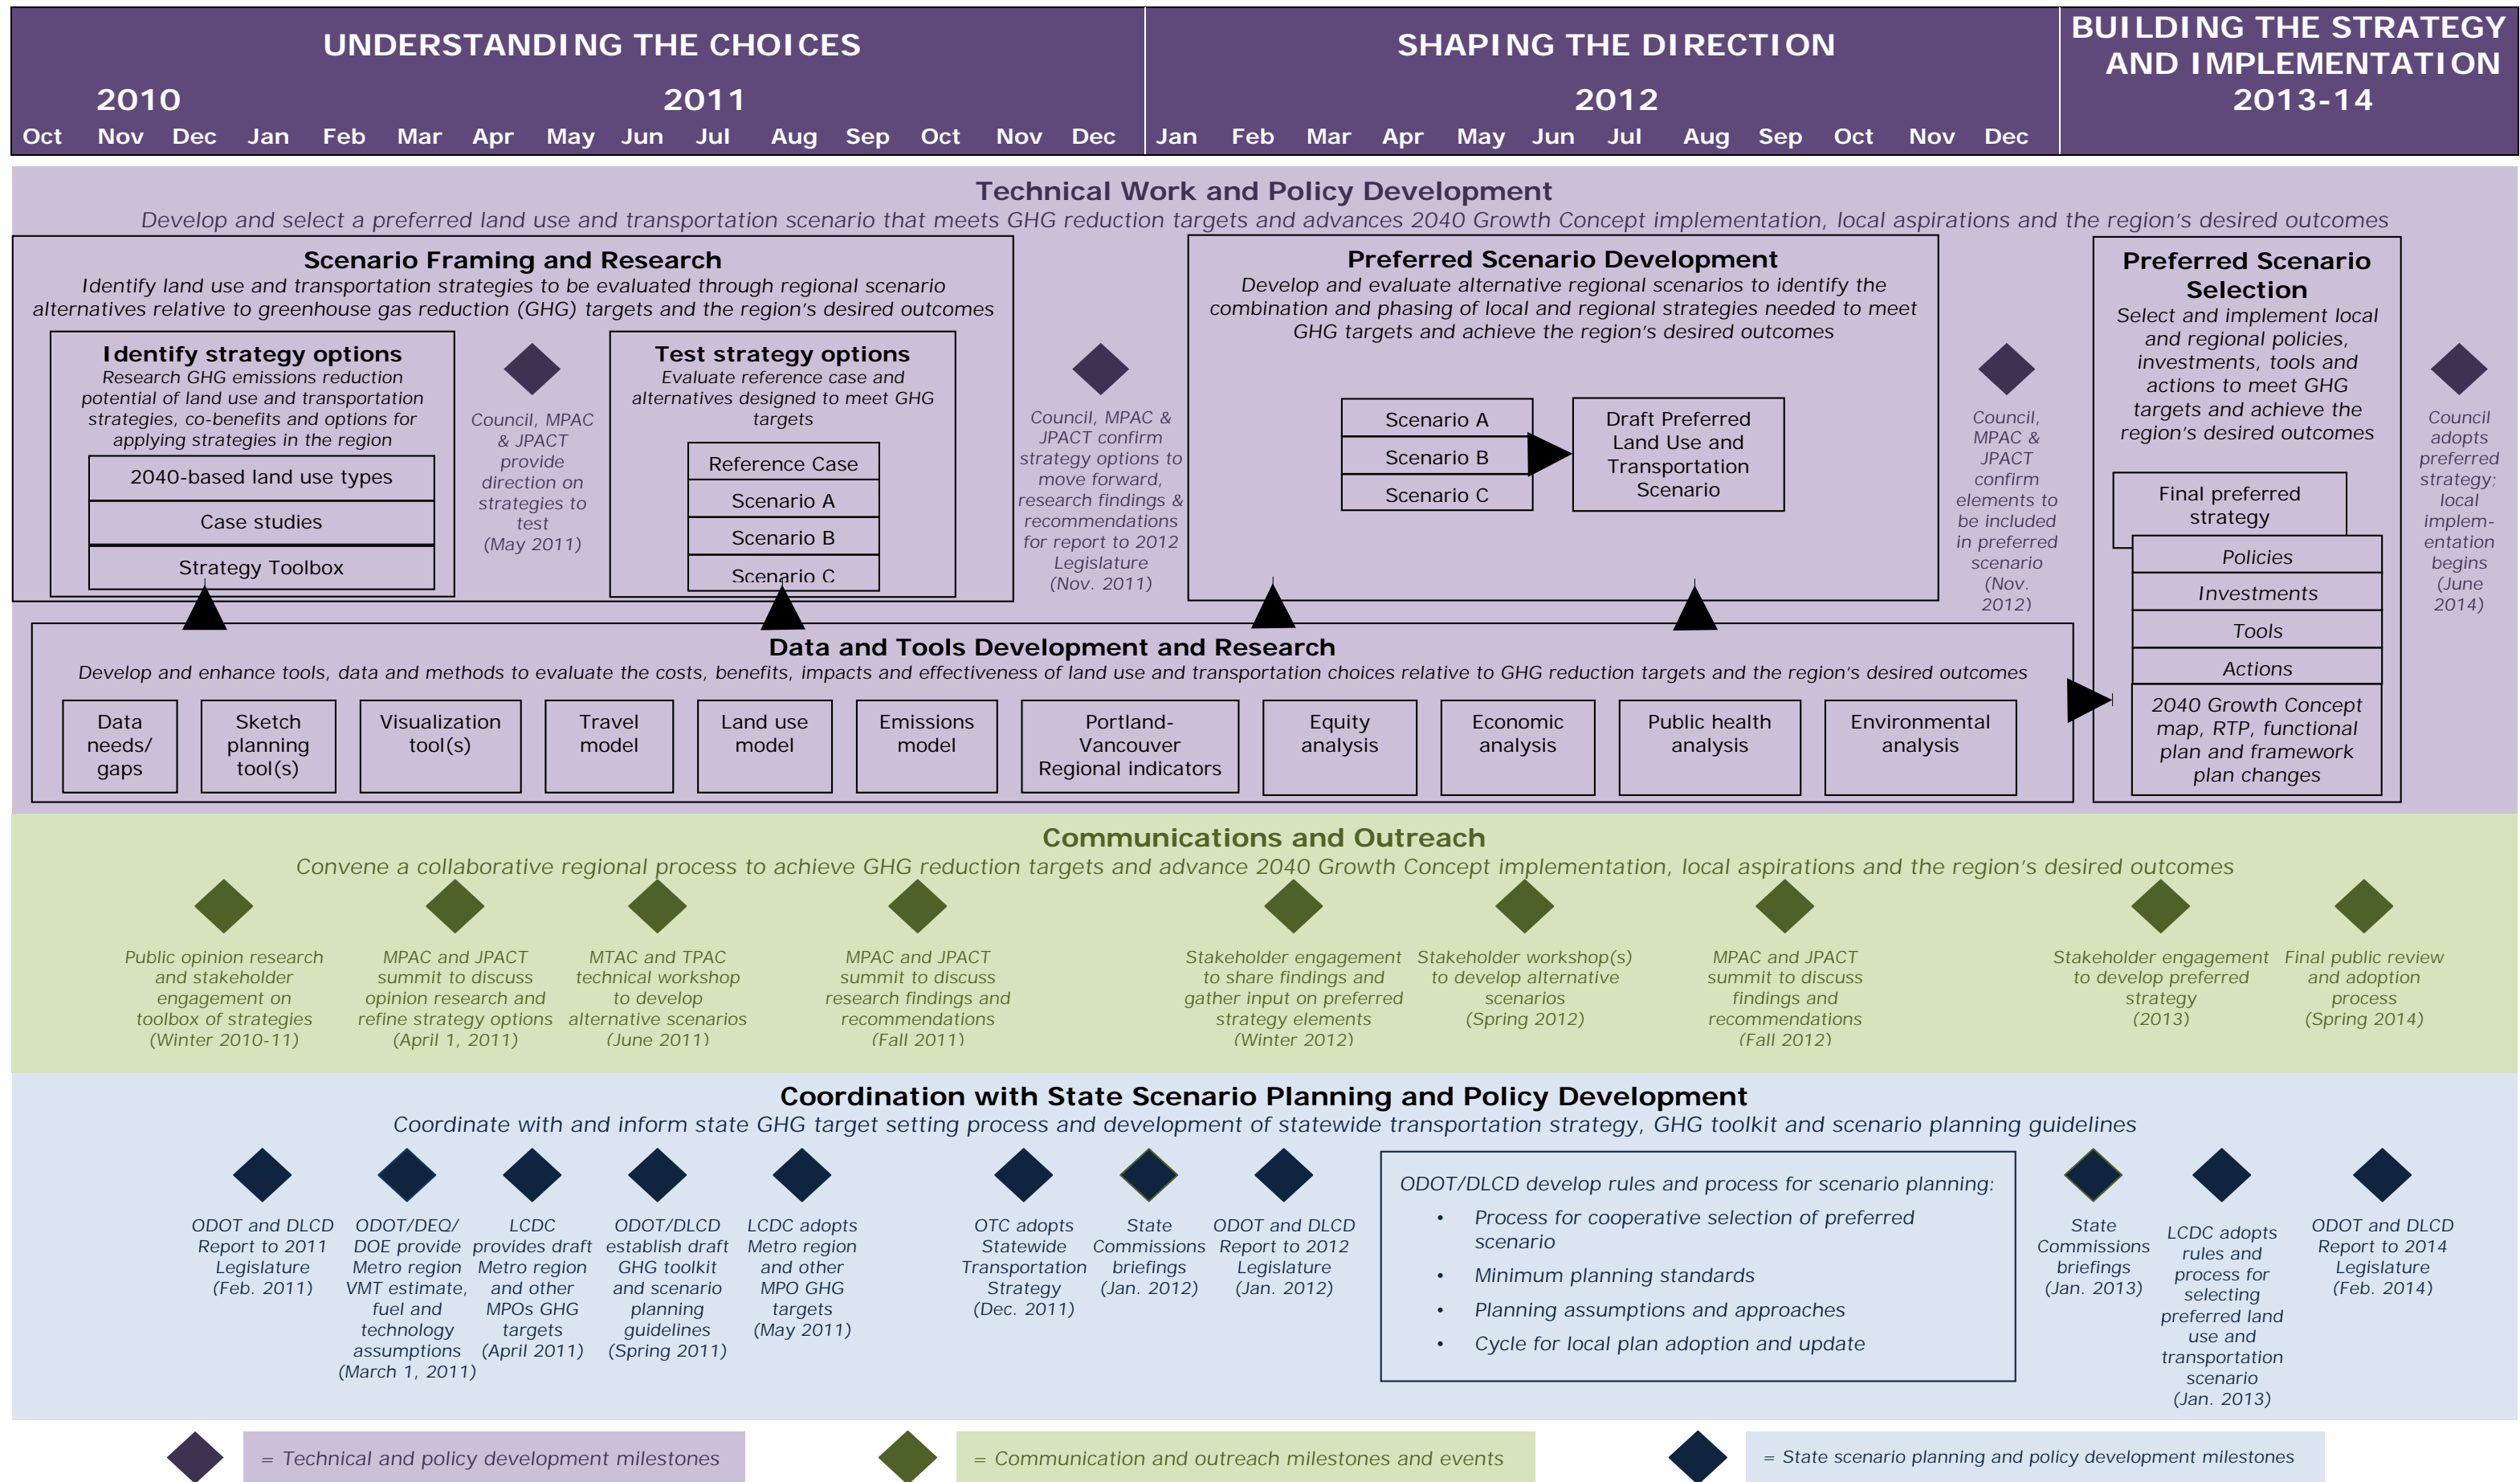 UNDERSTANDING THE CHOICES
SHAPING THE DIRECTION
BUILDING THE STRATEGY
AND IMPLEMENTATION
2010
2011
2012
2013-14
Oct Nov Dec Jan Feb Mar Apr May Jun Jul Aug Sep Oct Nov Dec Jan Feb Mar Apr May Jun Jul Aug Sep Oct Nov Dec
Technical Work and Policy Development
Develop and select a preferred land use and transportation scenario that meets GHG reduction targets and advances 2040 Growth Concept implementation, local aspirations and the region's desired outcomes
Scenario Framing and Research
Identify land use and transportation strategies to be evaluated through regional scenario
alternatives relative to greenhouse gas reduction (GHG) targets and the region's desired outcomes
Identify strategy options
Research GHG emissions reduction
potential of land use and transportation
strategies, co-benefits and options for
applying strategies in the region
2040-based land use types
Case studies
Strategy Toolbox
Council, MPAC
& JPACT
provide
direction on
strategies to
test
(May 2011)
Test strategy options
Evaluate reference case and
alternatives designed to meet GHG
targets
Reference Case
Scenario A
Scenario B
Scenario C
Council, MPAC &
JPACT confirm
strategy options to
move forward,
research findings &
recommendations
for report to 2012
Legislature
(Nov. 2011)
Preferred Scenario Development
Develop and evaluate alternative regional scenarios to identify the
combination and phasing of local and regional strategies needed to meet
GHG targets and achieve the region's desired outcomes
Scenario A
Scenario B
Scenario C
Draft Preferred
Land Use and
Transportation
Scenario
Council,
MPAC &
JPACT
confirm
elements to
be included
in preferred
scenario
(Nov.
2012)
Preferred Scenario
Selection
Select and implement local
and regional policies,
investments, tools and
actions to meet GHG
targets and achieve the
region's desired outcomes
Final preferred
strategy
Policies
Investments
Tools
Actions
2040 Growth Concept
map, RTP, functional
plan and framework
plan changes
Council
adopts
preferred
strategy;
local
implem-
entation
begins
(June
2014)
Data and Tools Development and Research
Develop and enhance tools, data and methods to evaluate the costs, benefits, impacts and effectiveness of land use and transportation choices relative to GHG reduction targets and the region's desired outcomes
Data
needs/
gaps
Sketch
planning
tool(s)
Visualization
tool(s)
Travel
model
Land use
model
Emissions
model
Portland-
Vancouver
Regional indicators
Equity
analysis
Economic
analysis
Public health
analysis
Environmental
analysis
Communications and Outreach
Convene a collaborative regional process to achieve GHG reduction targets and advance 2040 Growth Concept implementation, local aspirations and the region's desired outcomes
Public opinion research
and stakeholder
engagement on
toolbox of strategies
(Winter 2010-11)
MPAC and JPACT
summit to discuss
opinion research and
refine strategy options
(April 1, 2011)
MTAC and TPAC
technical workshop
to develop
alternative scenarios
(June 2011)
MPAC and JPACT
summit to discuss
research findings and
recommendations
(Fall 2011)
Stakeholder engagement
to share findings and
gather input on preferred
strategy elements
(Winter 2012)
Stakeholder workshop(s)
to develop alternative
scenarios
(Spring 2012)
MPAC and JPACT
summit to discuss
findings and
recommendations
(Fall 2012)
Stakeholder engagement
to develop preferred
strategy
(2013)
Final public review
and adoption
process
(Spring 2014)
Coordination with State Scenario Planning and Policy Development
Coordinate with and inform state GHG target setting process and development of statewide transportation strategy, GHG toolkit and scenario planning guidelines
ODOT and DLCD
Report to 2011
Legislature
(Feb. 2011)
ODOT/DEQ/
DOE provide
Metro region
VMT estimate,
fuel and
technology
assumptions
(March 1, 2011)
LCDC
provides draft
Metro region
and other
MPOs GHG
targets
(April 2011)
ODOT/DLCD
establish draft
GHG toolkit
and scenario
planning
guidelines
(Spring 2011)
LCDC adopts
Metro region
and other
MPO GHG
targets
(May 2011)
OTC adopts
Statewide
Transportation
Strategy
(Dec. 2011)
State
Commissions
briefings
(Jan. 2012)
ODOT and DLCD
Report to 2012
Legislature
(Jan. 2012)
ODOT/DLCD develop rules and process for scenario planning:
• Process for cooperative selection of preferred
scenario
• Minimum planning standards
• Planning assumptions and approaches
• Cycle for local plan adoption and update
State
Commissions
briefings
(Jan. 2013)
LCDC adopts
rules and
process for
selecting
preferred land
use and
transportation
scenario
(Jan. 2013)
ODOT and DLCD
Report to 2014
Legislature
(Feb. 2014)
= Technical and policy development milestones
= Communication and outreach milestones and events
= State scenario planning and policy development milestones